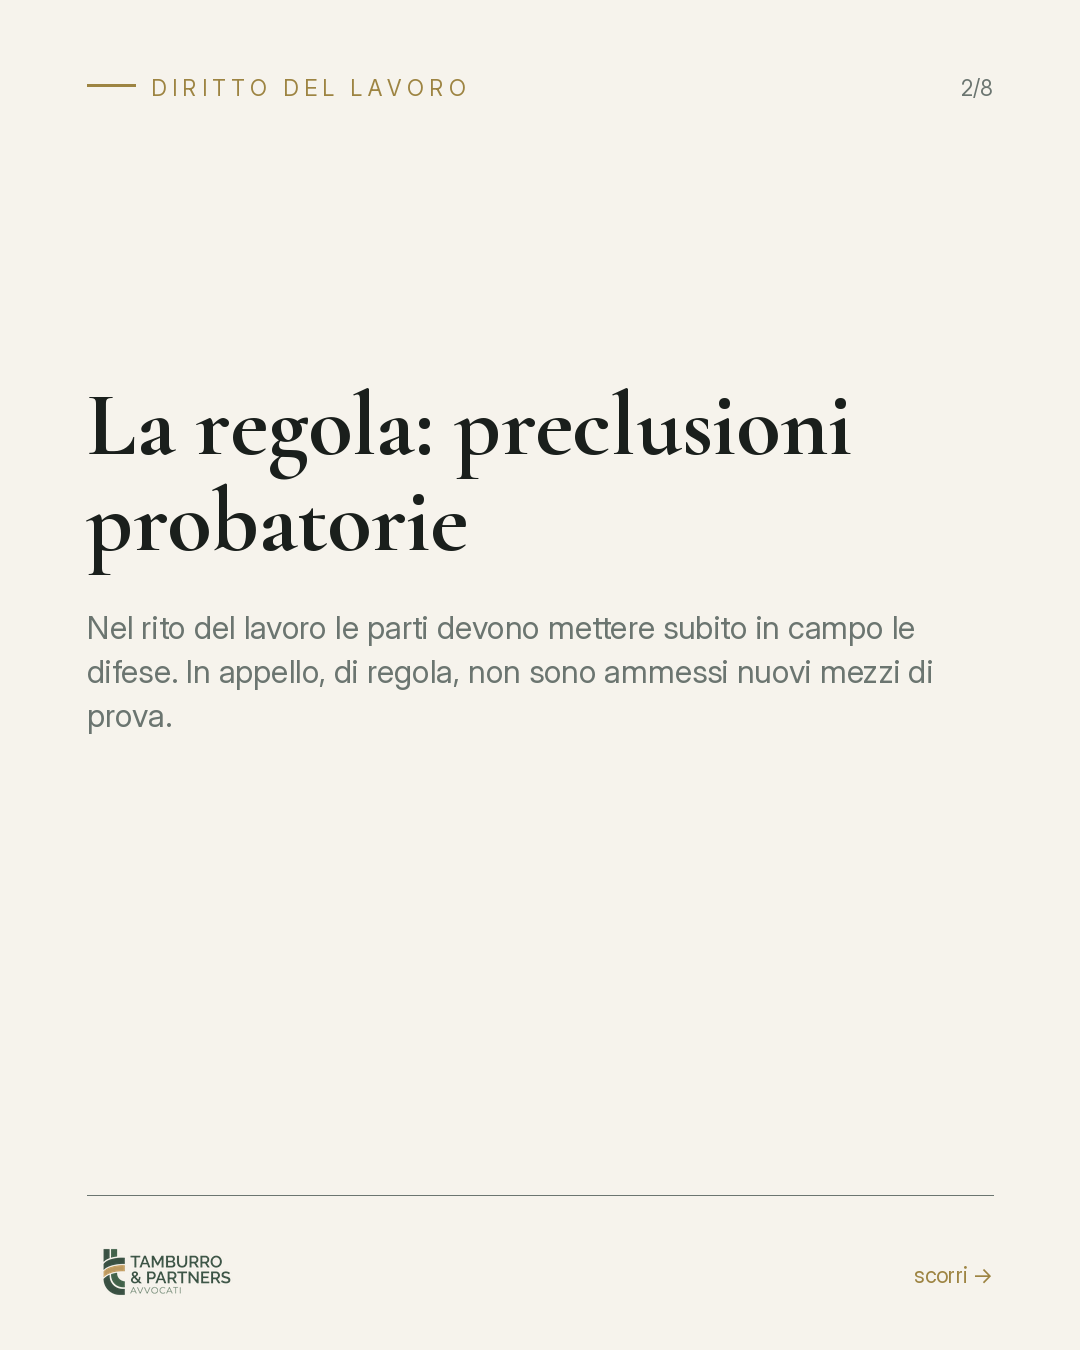 DIRITTO DEL LAVORO
2/8
La regola: preclusioni
probatorie
Nel rito del lavoro le parti devono mettere subito in campo le
difese. In appello, di regola, non sono ammessi nuovi mezzi di
prova.
TAMBURRO
& PARTNERS
AVVOCATI
scorri →